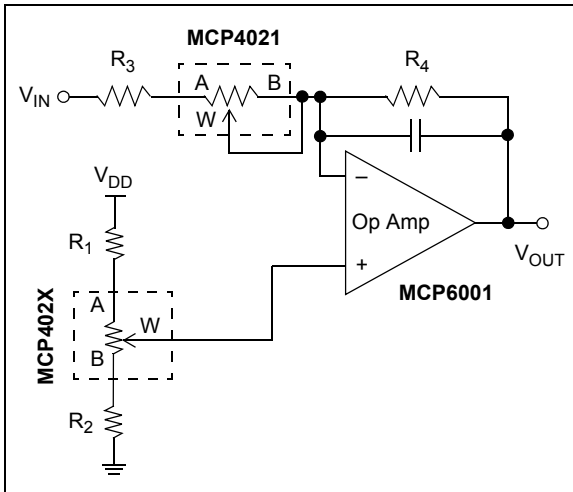 MCP4021
R3
R4
A
B
VIN
W
VDD
−
Op Amp
R1
VOUT
+
MCP6001
MCP402X
A
W
B
R2